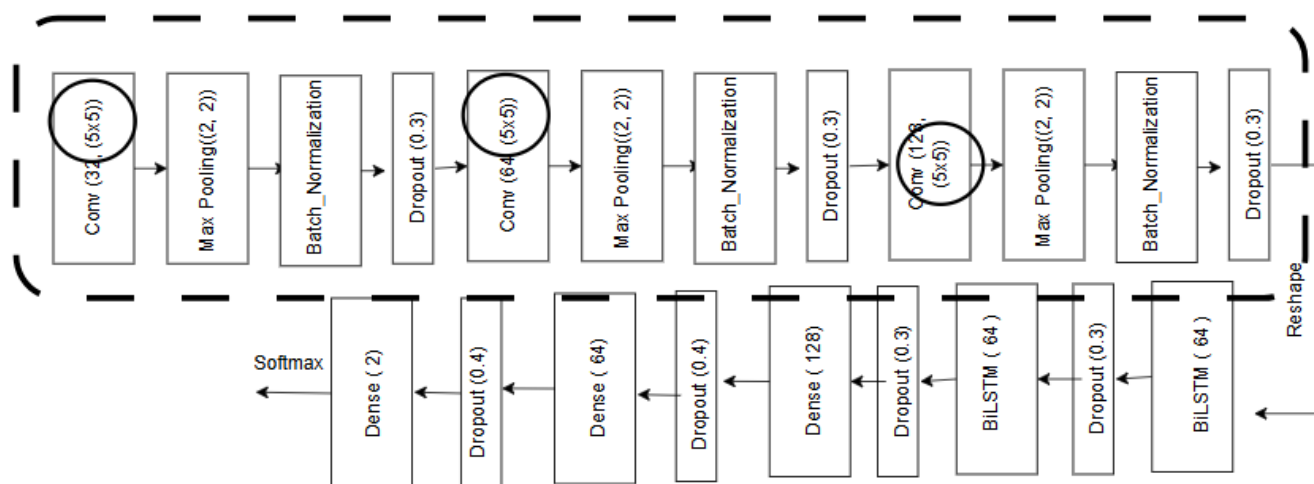 Conv (32, (5x5))
Max Pooling((2, 2))
Batch_Normalization
Dropout (0.3)
Conv (64, (5x5))
Max Pooling((2, 2))
Batch_Normalization
Dropout (0.3)
Conv (128,
(5x5))
Max Pooling((2, 2))
Batch_Normalization
Dropout (0.3)
Reshape
BiLSTM ( 64 )
Dropout (0.3)
BiLSTM ( 64 )
Dropout (0.3)
Dense ( 128)
Dropout (0.4)
Dense ( 64)
Dropout (0.4)
Dense ( 2)
Softmax